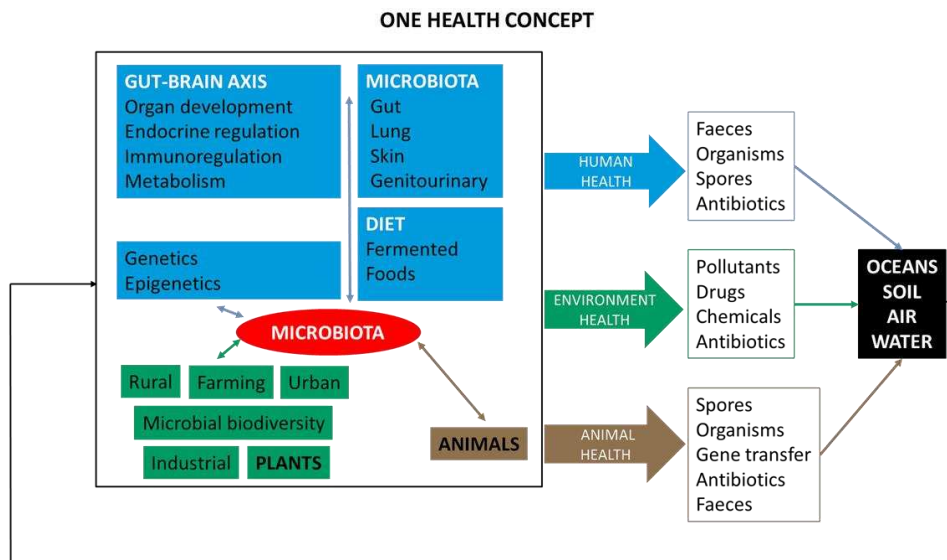 ONE HEALTH CONCEPT
GUT-BRAIN AXIS
Organ development
Endocrine regulation
Immunoregulation
Metabolism
MICROBIOTA
Gut
Lung
Skin
Genitourinary
DIET
Fermented
Foods
Genetics
Epigenetics
MICROBIOTA
Rural
Farming
Urban
Microbial biodiversity
Industrial
PLANTS
ANIMALS
HUMAN
HEALTH
Faeces
Organisms
Spores
Antibiotics
ENVIRONMENT
HEALTH
Pollutants
Drugs
Chemicals
Antibiotics
ANIMAL
HEALTH
Spores
Organisms
Gene transfer
Antibiotics
Faeces
OCEANS
SOIL
AIR
WATER